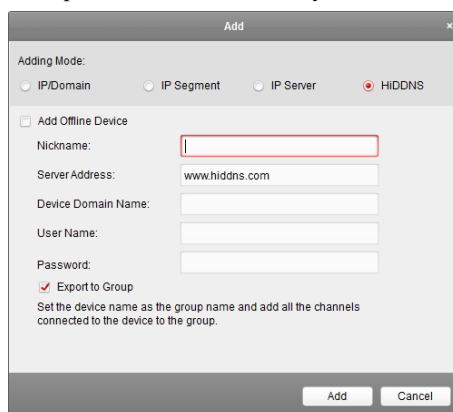 Add
×
Adding Mode:
IP/Domain IP Segment IP Server HiDDNS
Add Offline Device
Nickname:
Server Address: www.hiddns.com
Device Domain Name:
User Name:
Password:
Export to Group
Set the device name as the group name and add all the channels
connected to the device to the group.
Add Cancel